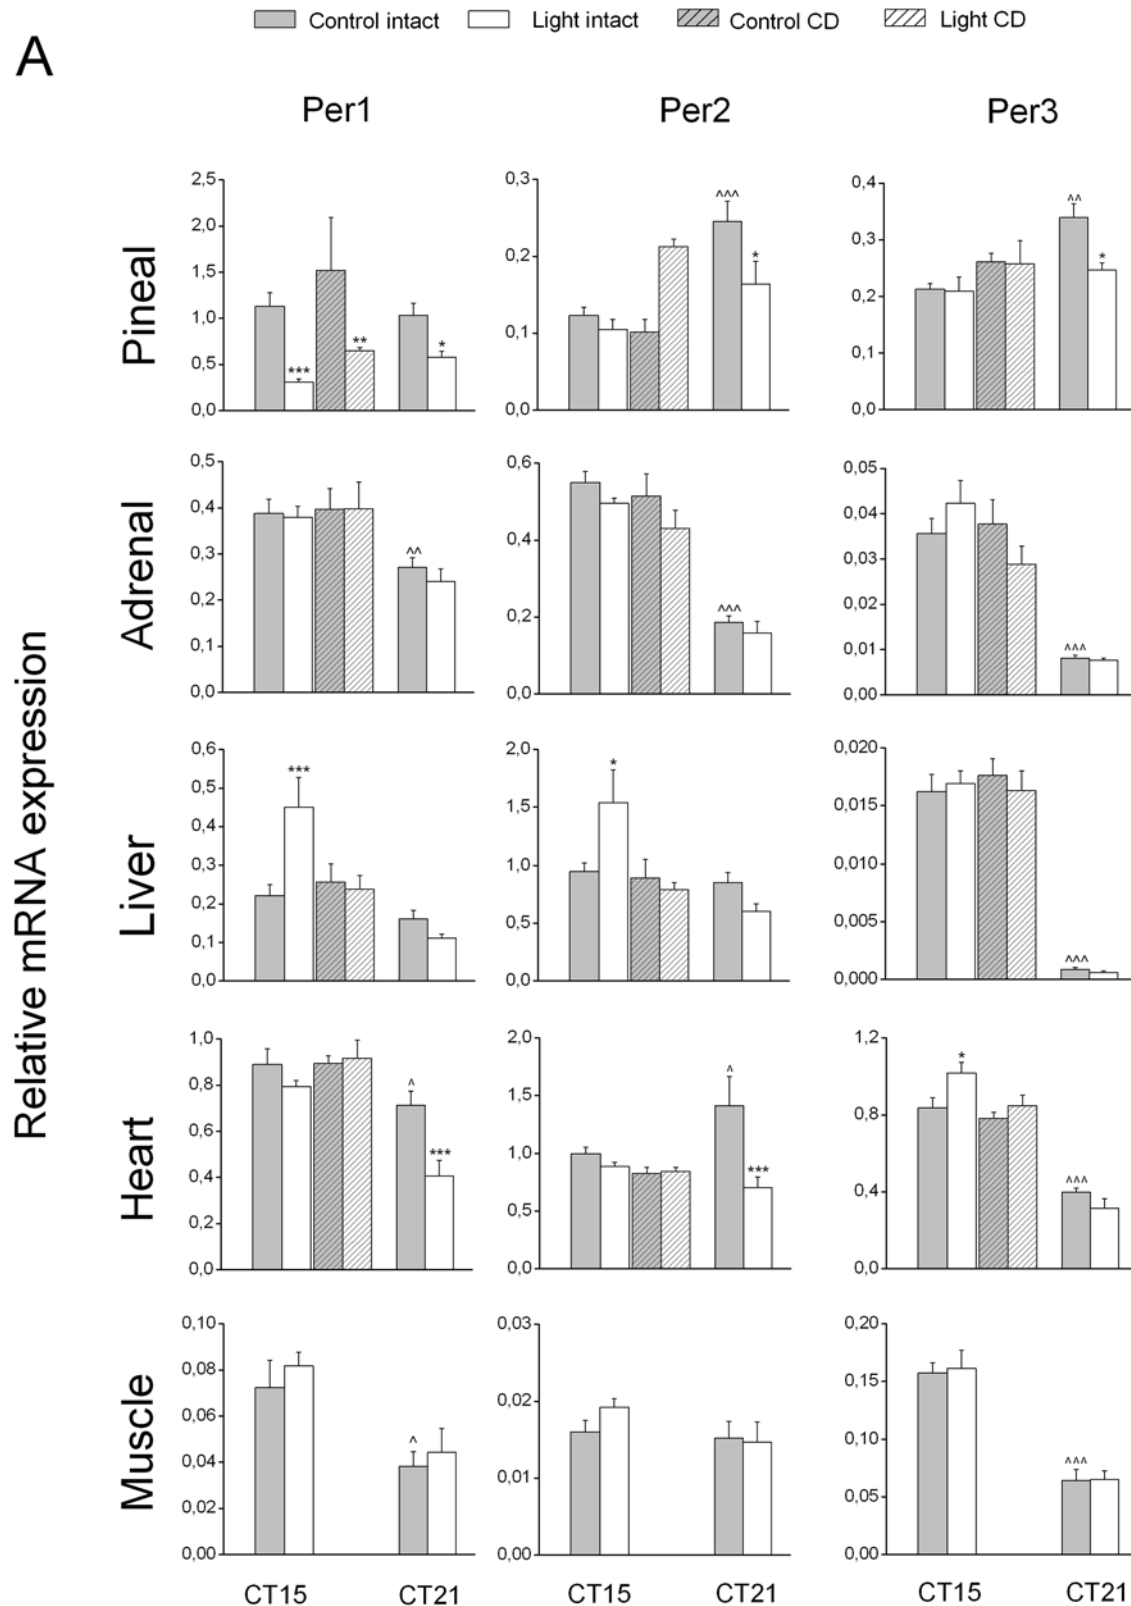 Control intact Light intact Control CD Light CD
A
Per1 Per2 Per3
Relative mRNA expression
Pineal
2,5 2,0 1,5 1,0 0,5 0,0
*** ** *
0,3 0,2 0,1 0,0
^^^ *
0,4 0,3 0,2 0,1 0,0
^^ *
Adrenal
0,5 0,4 0,3 0,2 0,1 0,0
^^
0,6 0,4 0,2 0,0
^^^
0,05 0,04 0,03 0,02 0,01 0,00
^^^
Liver
0,6 0,5 0,4 0,3 0,2 0,1 0,0
***
2,0 1,5 1,0 0,5 0,0
*
0,020 0,015 0,010 0,005 0,000
^^^
Heart
1,0 0,8 0,6 0,4 0,2 0,0
^ ***
2,0 1,5 1,0 0,5 0,0
^ ***
1,2 0,8 0,4 0,0
* ^^^
Muscle
0,10 0,08 0,06 0,04 0,02 0,00
^
0,03 0,02 0,01 0,00
0,20 0,15 0,10 0,05 0,00
^^^
CT15 CT21 CT15 CT21 CT15 CT21